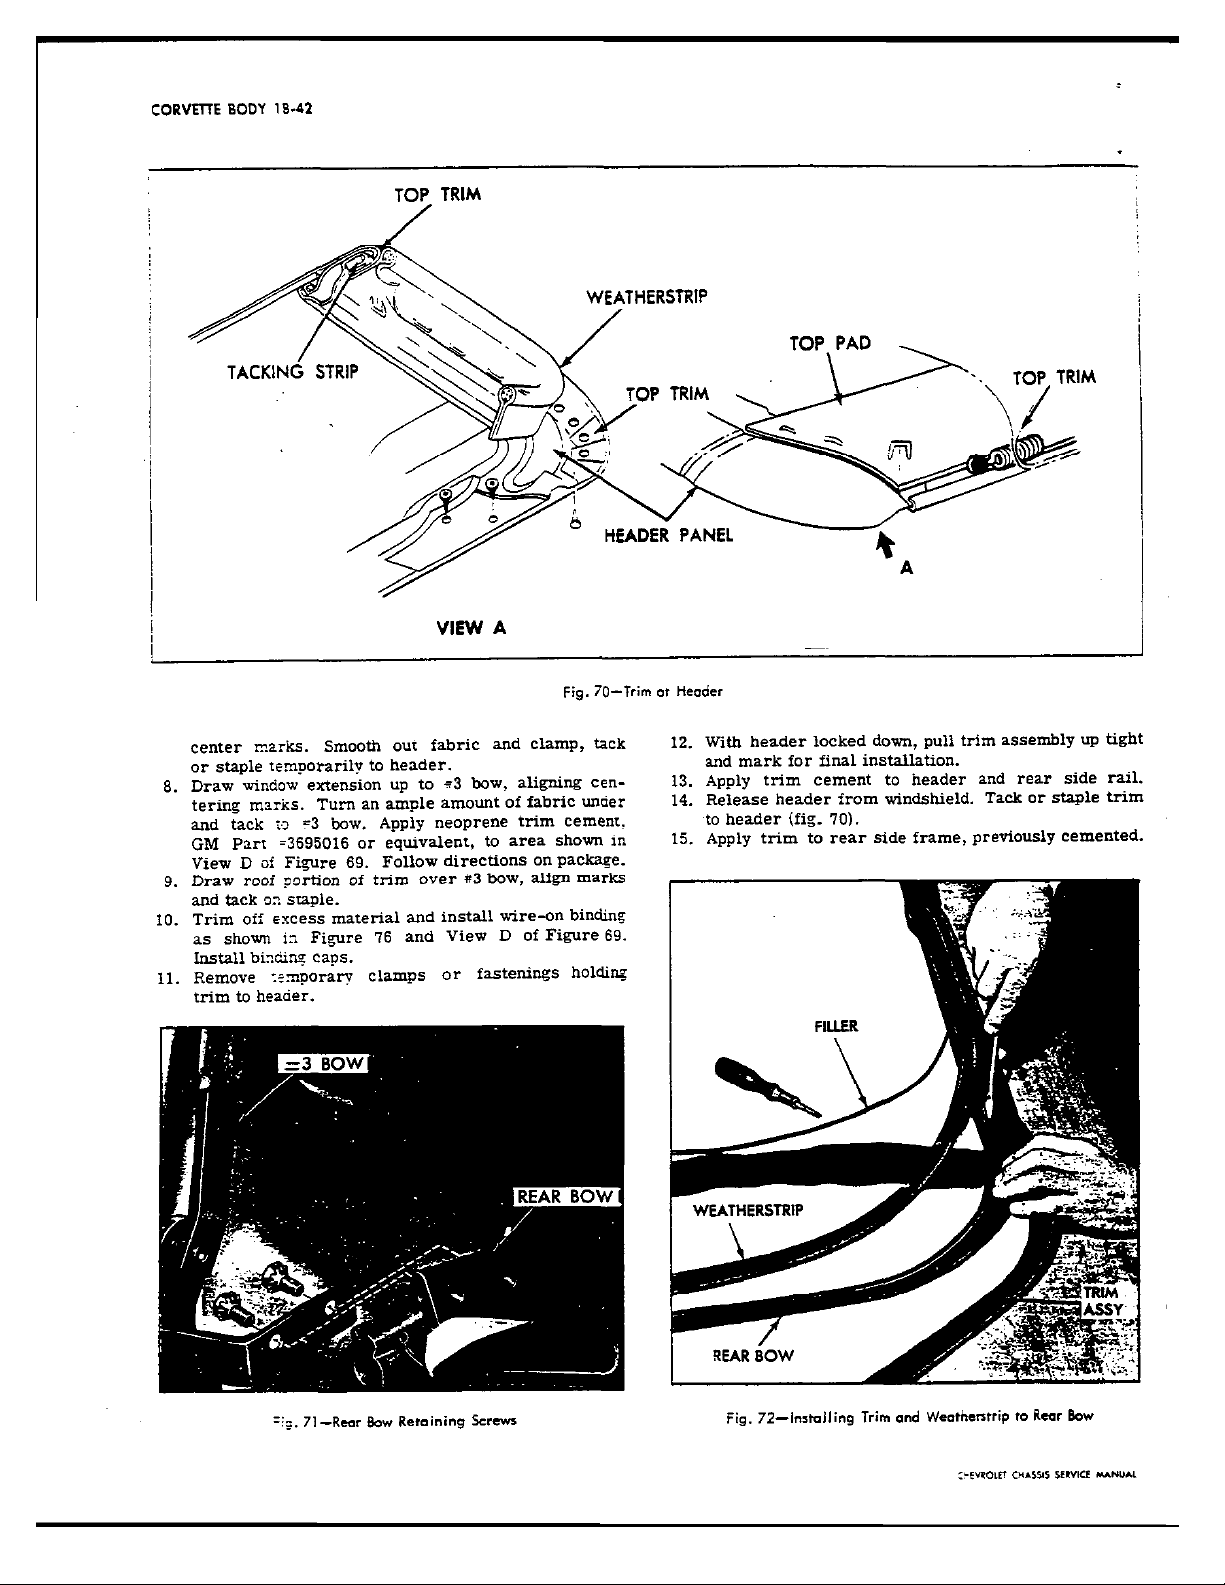 CORVETTE BODY 18-42
TOP TRIM
WEATHERSTRIP
TACKING STRIP
TOP TRIM
TOP PAD
TOP TRIM
HEADER PANEL
A
VIEW A
Fig. 70—Trim at Header
center marks. Smooth out fabric and clamp, tack
or staple temporarily to header.
8. Draw window extension up to #3 bow, aligning cen-
tering marks. Turn an ample amount of fabric under
and tack to #3 bow. Apply neoprene trim cement,
GM Part #3695016 or equivalent, to area shown in
View D of Figure 69. Follow directions on package.
9. Draw roof portion of trim over #3 bow, align marks
and tack on staple.
10. Trim off excess material and install wire-on binding
as shown in Figure 76 and View D of Figure 69.
Install binding caps.
11. Remove temporary clamps or fastenings holding
trim to header.
#3 BOW
REAR BOW
Fig. 71—Rear Bow Retaining Screws
12. With header locked down, pull trim assembly up tight
and mark for final installation.
13. Apply trim cement to header and rear side rail.
14. Release header from windshield. Tack or staple trim
to header (fig. 70).
15. Apply trim to rear side frame, previously cemented.
FILLER
WEATHERSTRIP
TRIM
ASSY
REAR BOW
Fig. 72—Installing Trim and Weatherstrip to Rear Bow
CHEVROLET CHASSIS SERVICE MANUAL